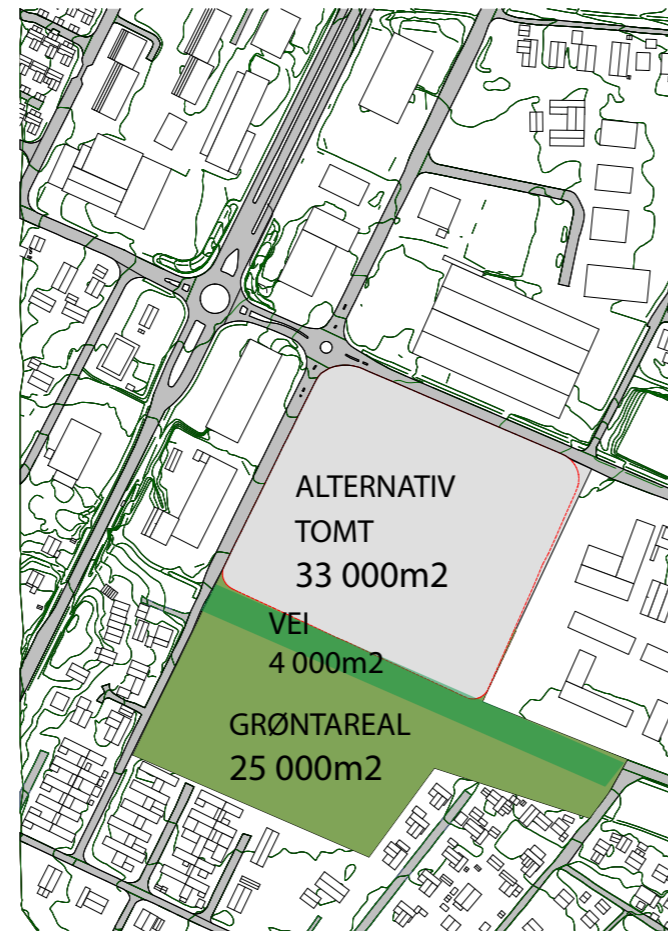 ALTERNATIV
TOMT
33 000m2
VEI
4 000m2
GRØNTAREAL
25 000m2